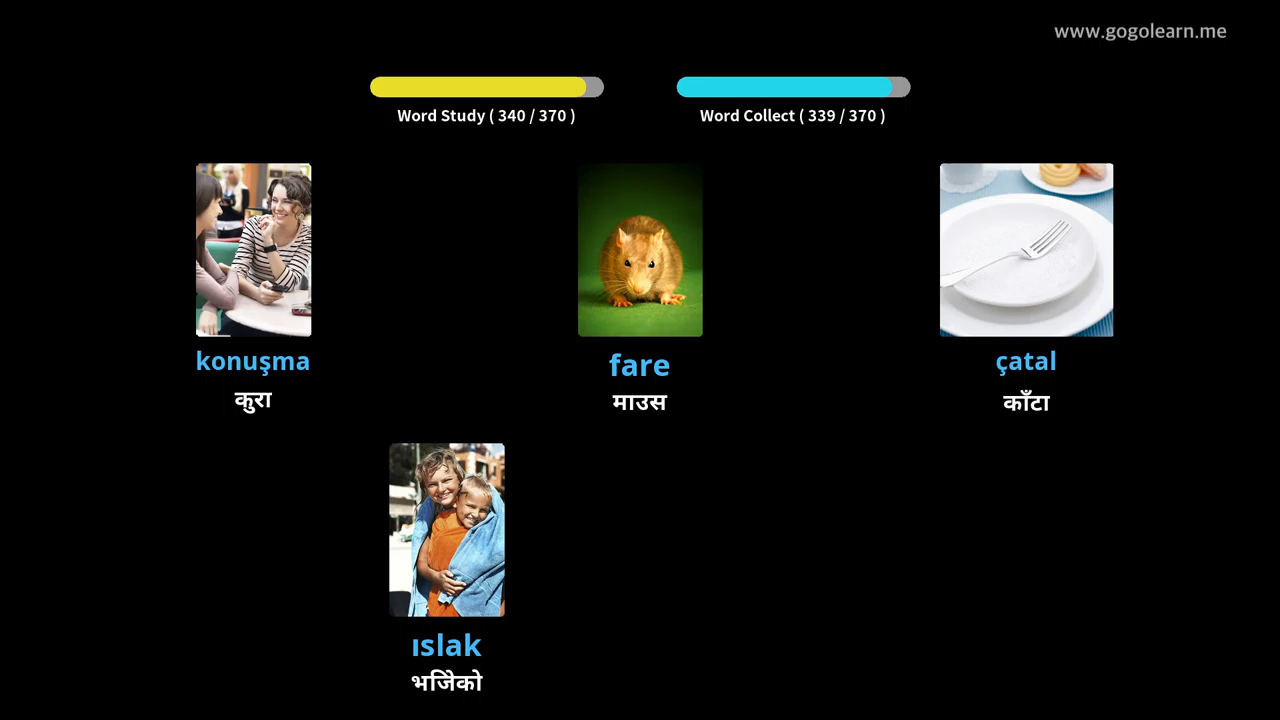 www.gogolearn.me
Word Study ( 340 / 370 )
Word Collect ( 339 / 370 )
konuşma
कुरा
fare
माउस
çatal
काँटा
ıslak
भिजेको